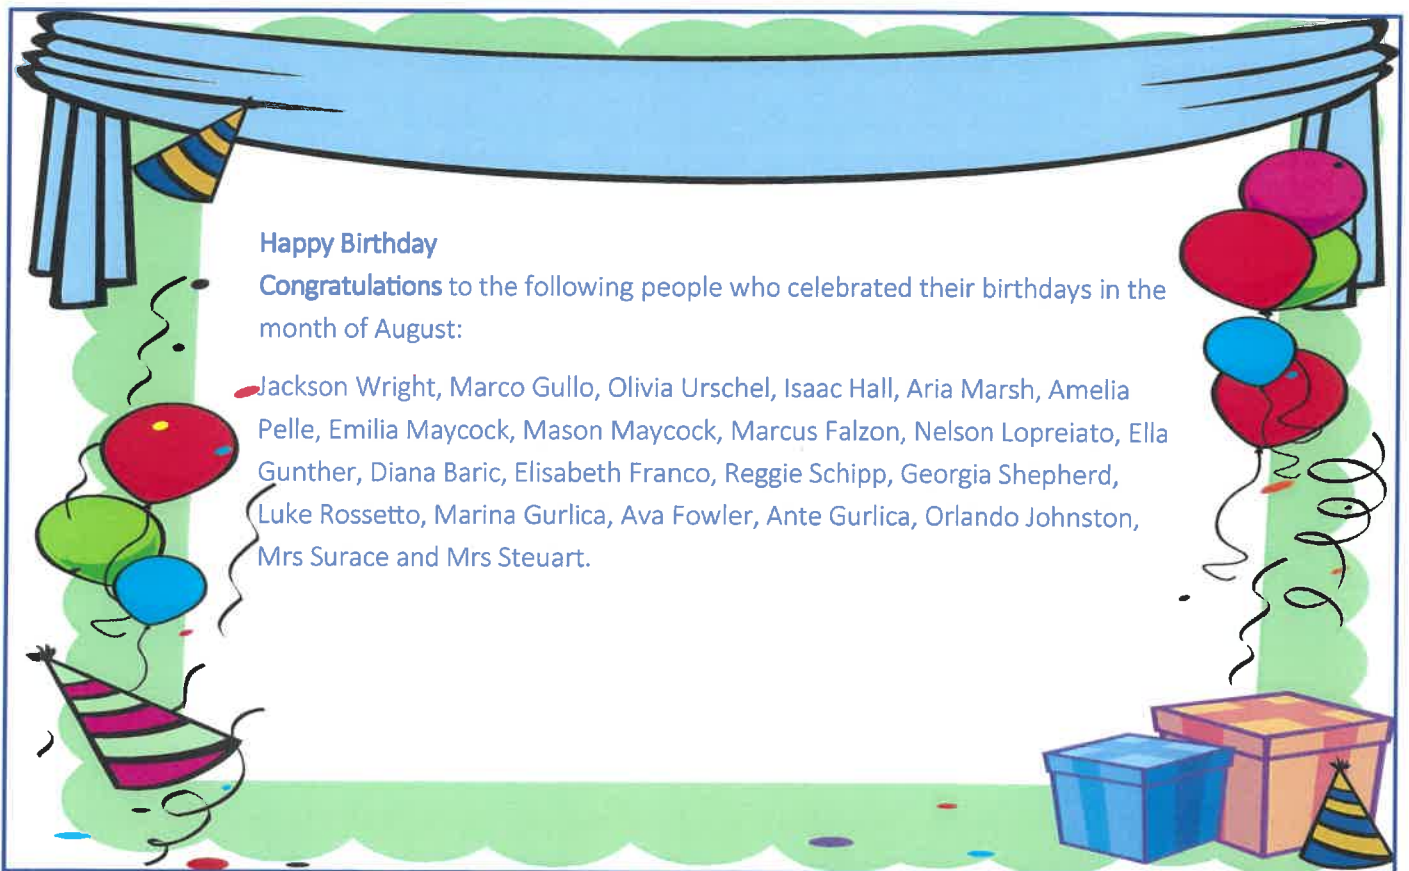 Happy Birthday
Congratulations to the following people who celebrated their birthdays in the
month of August:
Jackson Wright, Marco Gullo, Olivia Urschel, Isaac Hall, Aria Marsh, Amelia
Pelle, Emilia Maycock, Mason Maycock, Marcus Falzon, Nelson Lopreiato, Ella
Gunther, Diana Baric, Elisabeth Franco, Reggie Schipp, Georgia Shepherd,
Luke Rossetto, Marina Gurlica, Ava Fowler, Ante Gurlica, Orlando Johnston,
Mrs Surace and Mrs Steuart.